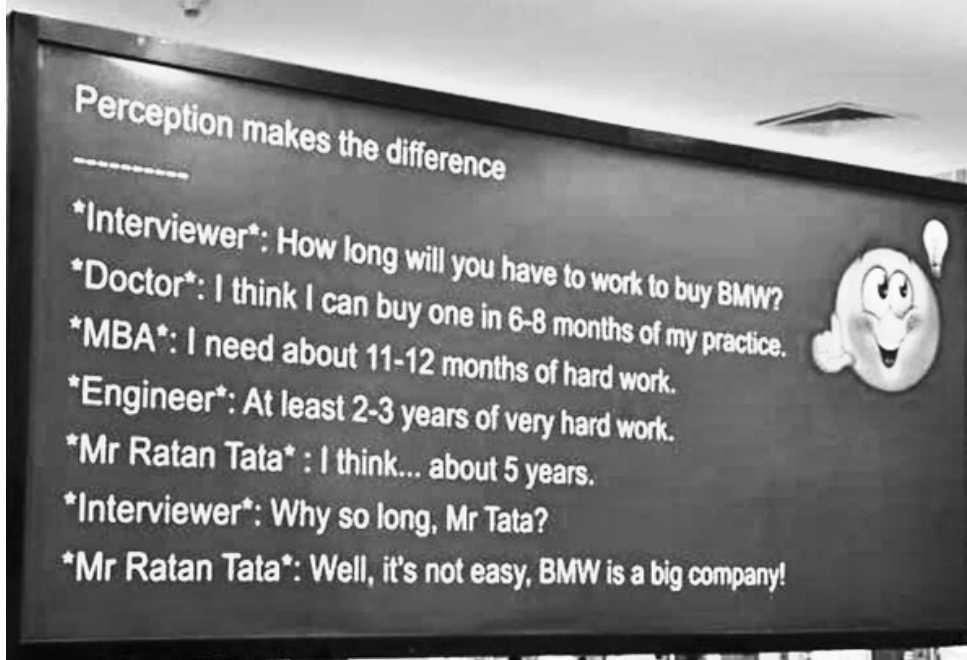 Perception makes the difference
----------
*Interviewer*: How long will you have to work to buy BMW?
*Doctor*: I think I can buy one in 6-8 months of my practice.
*MBA*: I need about 11-12 months of hard work.
*Engineer*: At least 2-3 years of very hard work.
*Mr Ratan Tata* : I think... about 5 years.
*Interviewer*: Why so long, Mr Tata?
*Mr Ratan Tata*: Well, it's not easy, BMW is a big company!